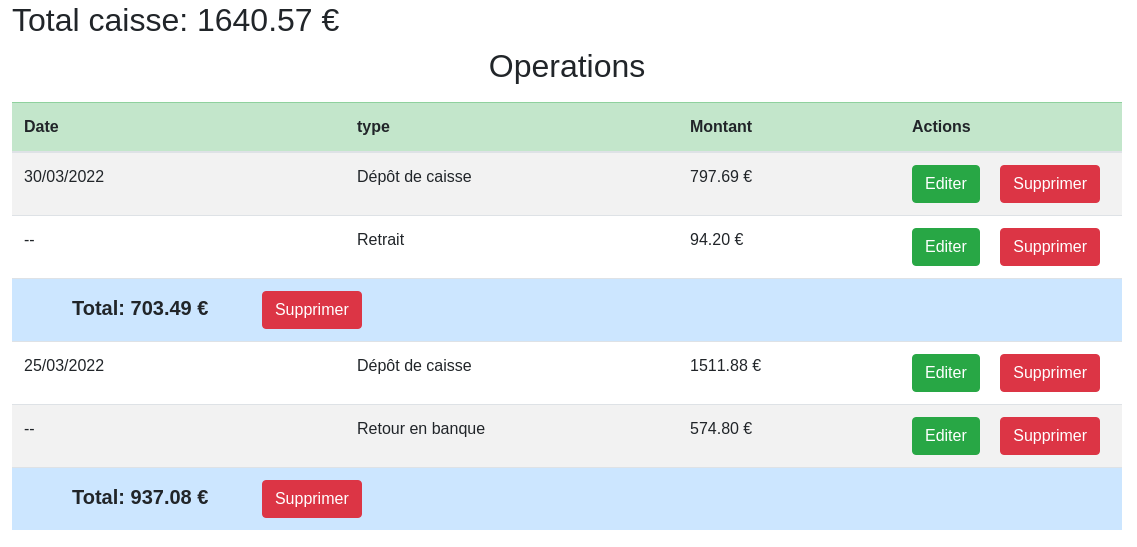 Total caisse: 1640.57 €
Operations
Date type Montant Actions
30/03/2022 Dépôt de caisse 797.69 € Editer Supprimer
-- Retrait 94.20 € Editer Supprimer
Total: 703.49 € Supprimer
25/03/2022 Dépôt de caisse 1511.88 € Editer Supprimer
-- Retour en banque 574.80 € Editer Supprimer
Total: 937.08 € Supprimer